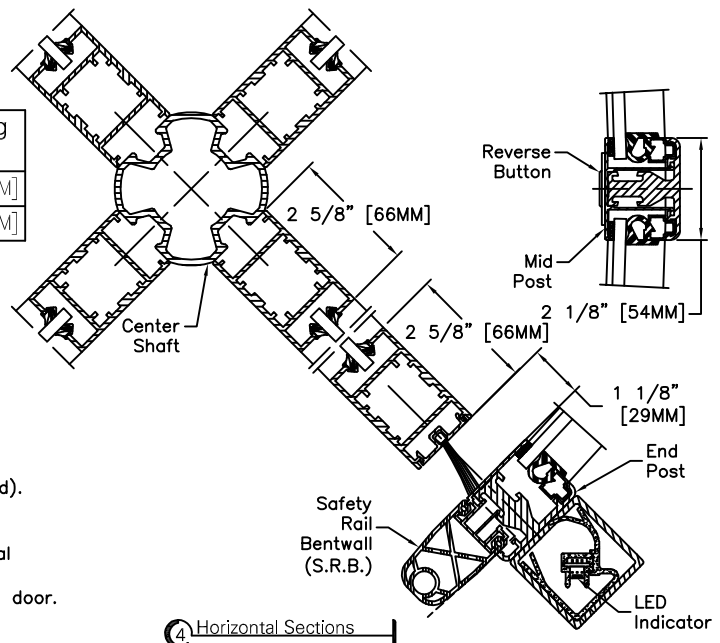 g
M]
M]
2 5/8" [66MM]
Reverse
Button
Mid
Post
2 1/8" [54MM]
Center
Shaft
2 5/8" [66MM]
1 1/8"
[29MM]
End
Post
Safety
Rail
Bentwall
(S.R.B.)
LED
Indicator
d).
al
door.
4 Horizontal Sections